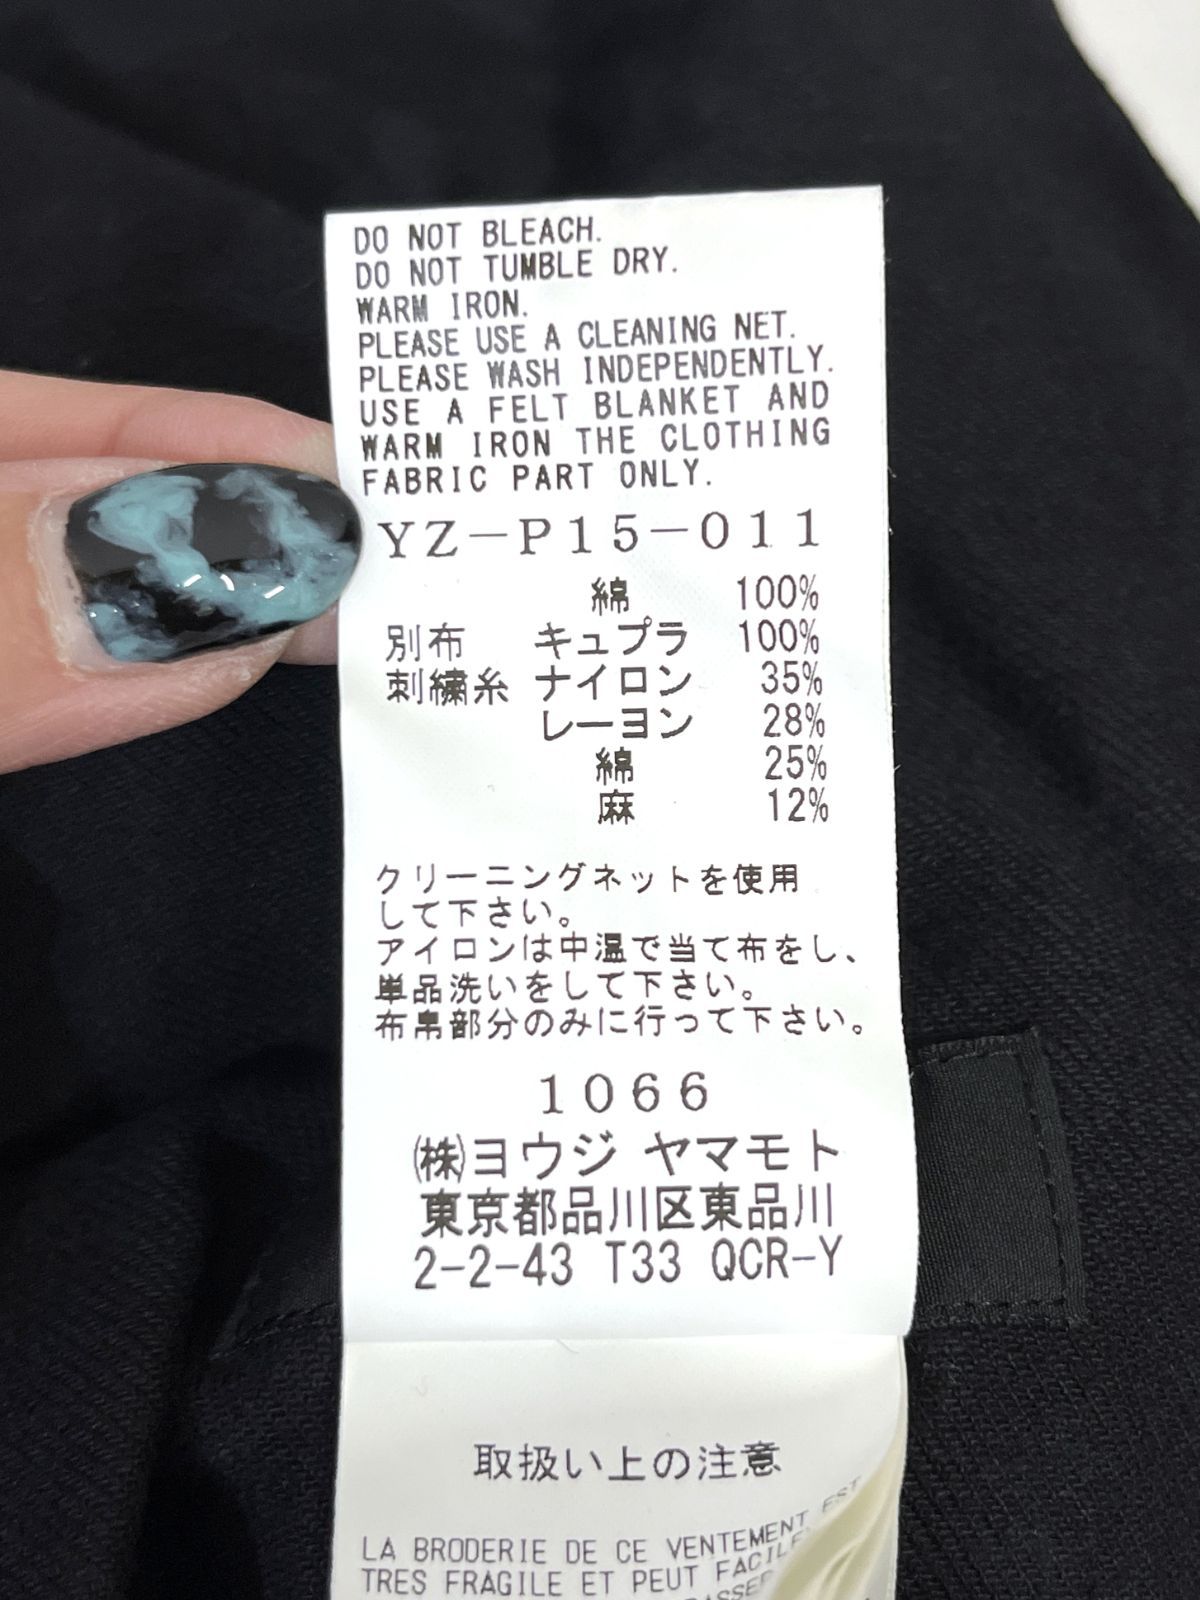 DO NOT BLEACH.
DO NOT TUMBLE DRY.
WARM IRON.
PLEASE USE A CLEANING NET.
PLEASE WASH INDEPENDENTLY.
USE A FELT BLANKET AND
WARM IRON THE CLOTHING
FABRIC PART ONLY.
YZ-P15-011
綿 100%
別布 キュプラ 100%
刺繍糸 ナイロン 35%
レーヨン 28%
綿 25%
麻 12%
クリーニングネットを使用
して下さい。
アイロンは中温で当て布をし、
単品洗いをして下さい。
布帛部分のみに行って下さい。
1066
㈱ヨウジ ヤマモト
東京都品川区東品川
2-2-43 T33 QCR-Y
取扱い上の注意
LA BRODERIE DE CE VENTEMENT EST
TRES FRAGILE ET PEUT